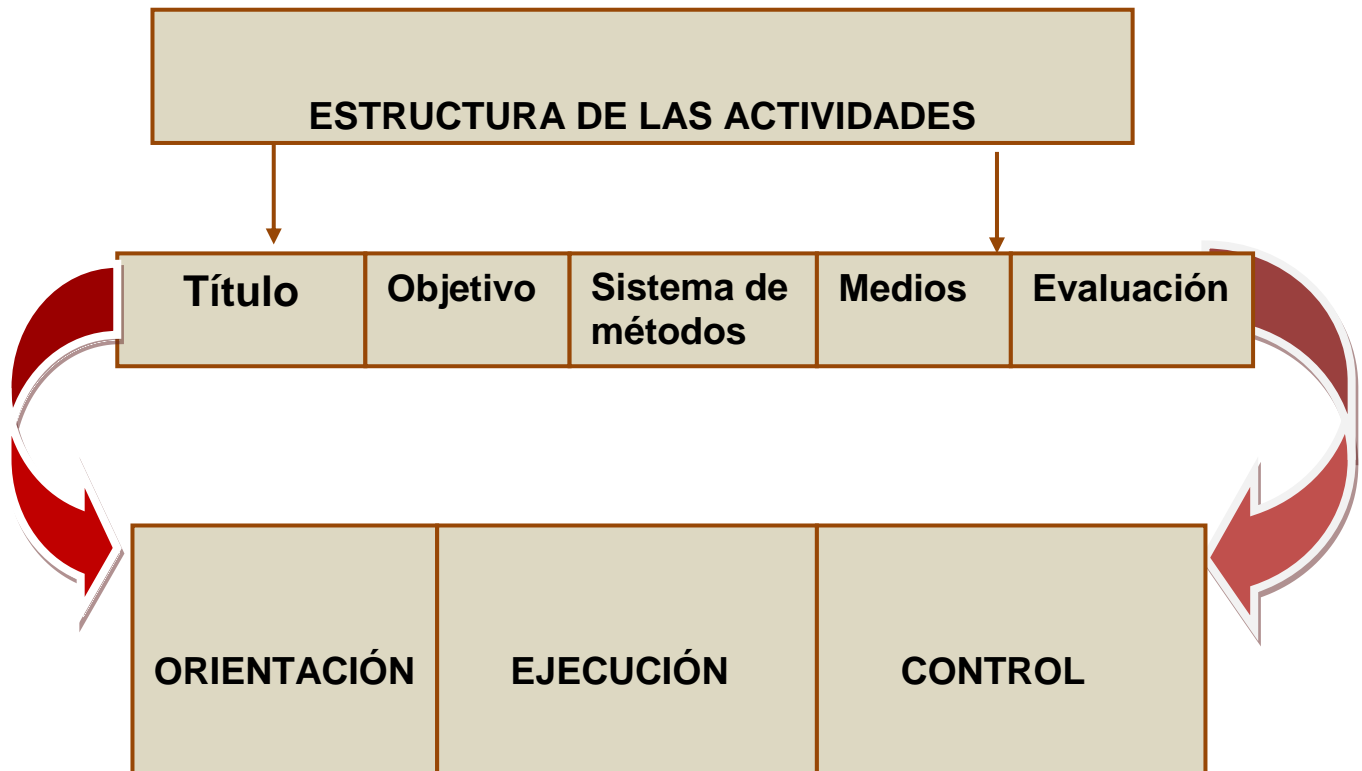 ESTRUCTURA DE LAS ACTIVIDADES
Título
Objetivo
Sistema de
métodos
Medios
Evaluación
ORIENTACIÓN
EJECUCIÓN
CONTROL